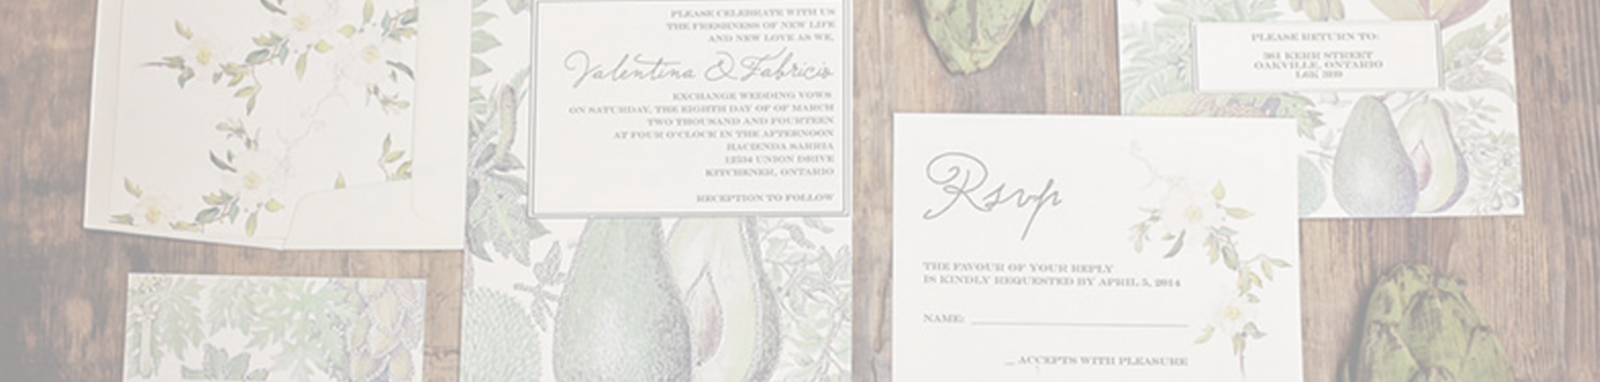 PLEASE CELEBRATE WITH US
THE FRESHNESS OF NEW LIFE
AND NEW LOVE AS WE,
Valentina & Fabricio
EXCHANGE WEDDING VOWS
ON SATURDAY, THE EIGHTH DAY OF OF MARCH
TWO THOUSAND AND FOURTEEN
AT FOUR O'CLOCK IN THE AFTERNOON
HACIENDA SARRIA
12534 UNION DRIVE
KITCHENER, ONTARIO
RECEPTION TO FOLLOW
PLEASE RETURN TO:
381 KERR STREET
OAKVILLE, ONTARIO
L6K 3B9
Rsvp
THE FAVOUR OF YOUR REPLY
IS KINDLY REQUESTED BY APRIL 5, 2014
NAME:
ACCEPTS WITH PLEASURE